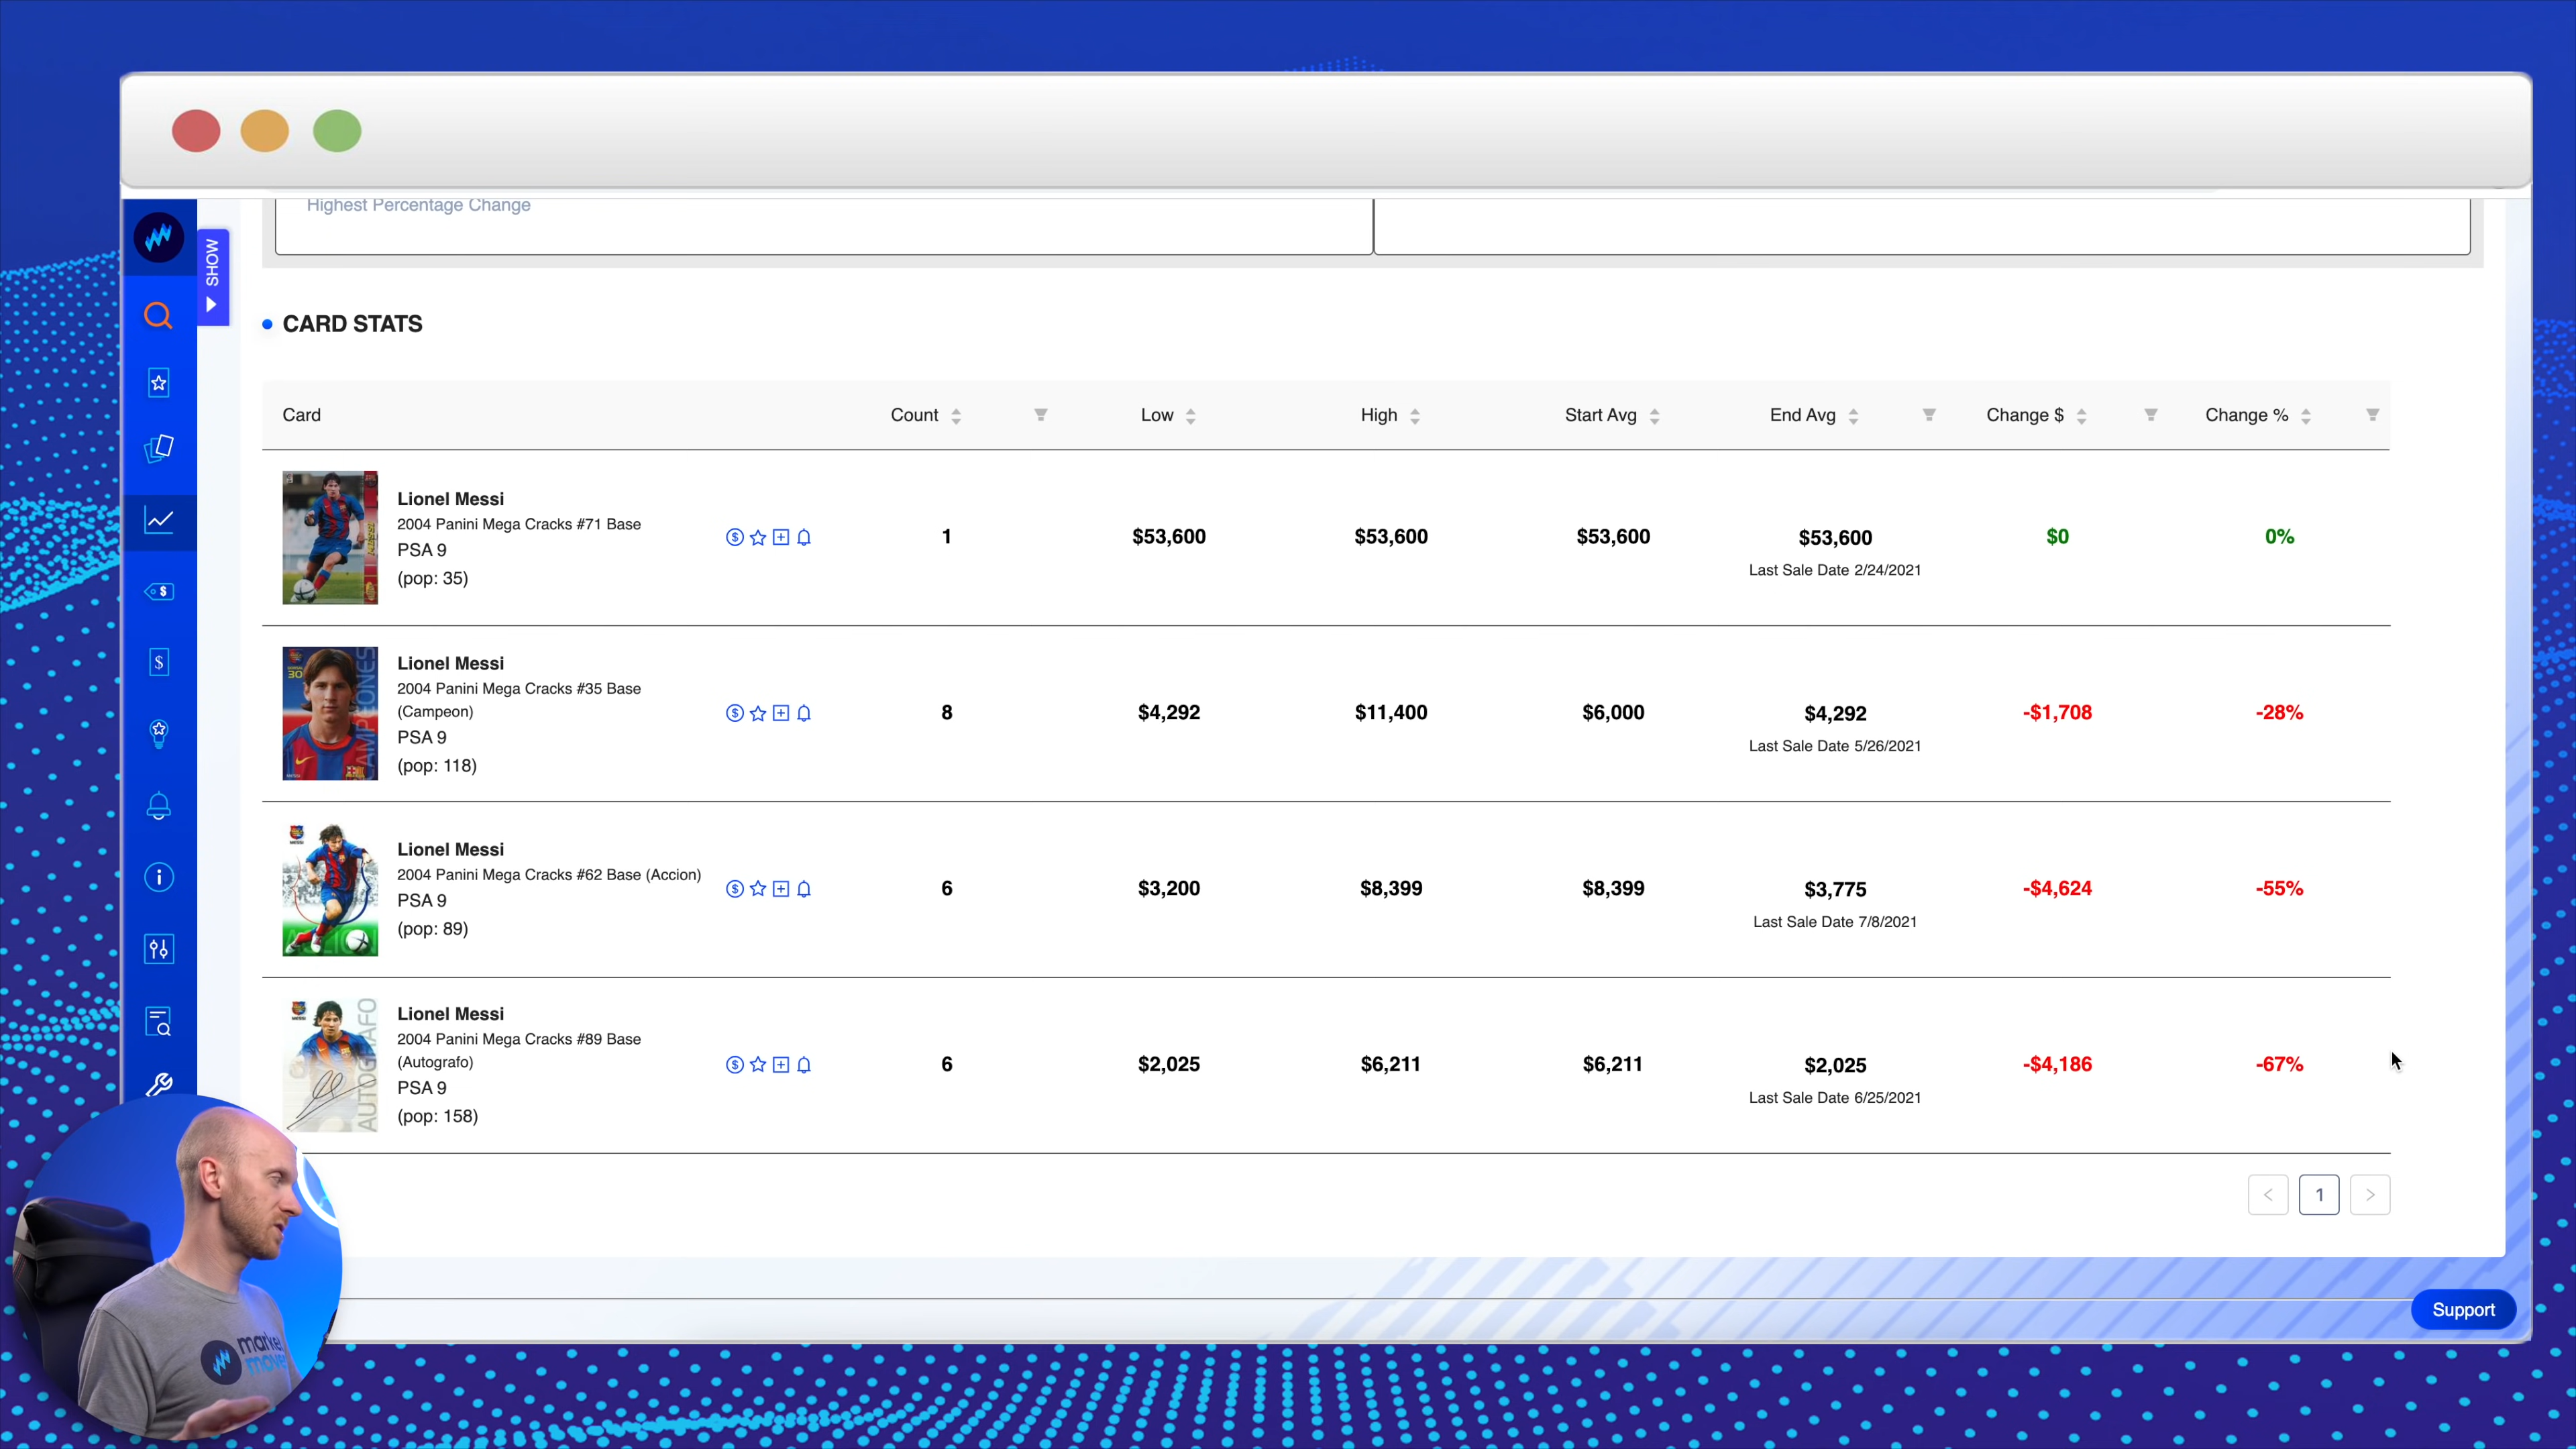 Highest Percentage Change
SHOW
CARD STATS
Card Count Low High Start Avg End Avg Change $ Change %
Lionel Messi
2004 Panini Mega Cracks #71 Base
PSA 9
(pop: 35)
1 $53,600 $53,600 $53,600 $53,600 $0 0%
Last Sale Date 2/24/2021
CAMPEONES
Lionel Messi
2004 Panini Mega Cracks #35 Base
(Campeon)
PSA 9
(pop: 118)
8 $4,292 $11,400 $6,000 $4,292 -$1,708 -28%
Last Sale Date 5/26/2021
Lionel Messi
2004 Panini Mega Cracks #62 Base (Accion)
PSA 9
(pop: 89)
6 $3,200 $8,399 $8,399 $3,775 -$4,624 -55%
Last Sale Date 7/8/2021
AUTOGRAFO
Lionel Messi
2004 Panini Mega Cracks #89 Base
(Autografo)
PSA 9
(pop: 158)
6 $2,025 $6,211 $6,211 $2,025 -$4,186 -67%
Last Sale Date 6/25/2021
< 1 >
Support